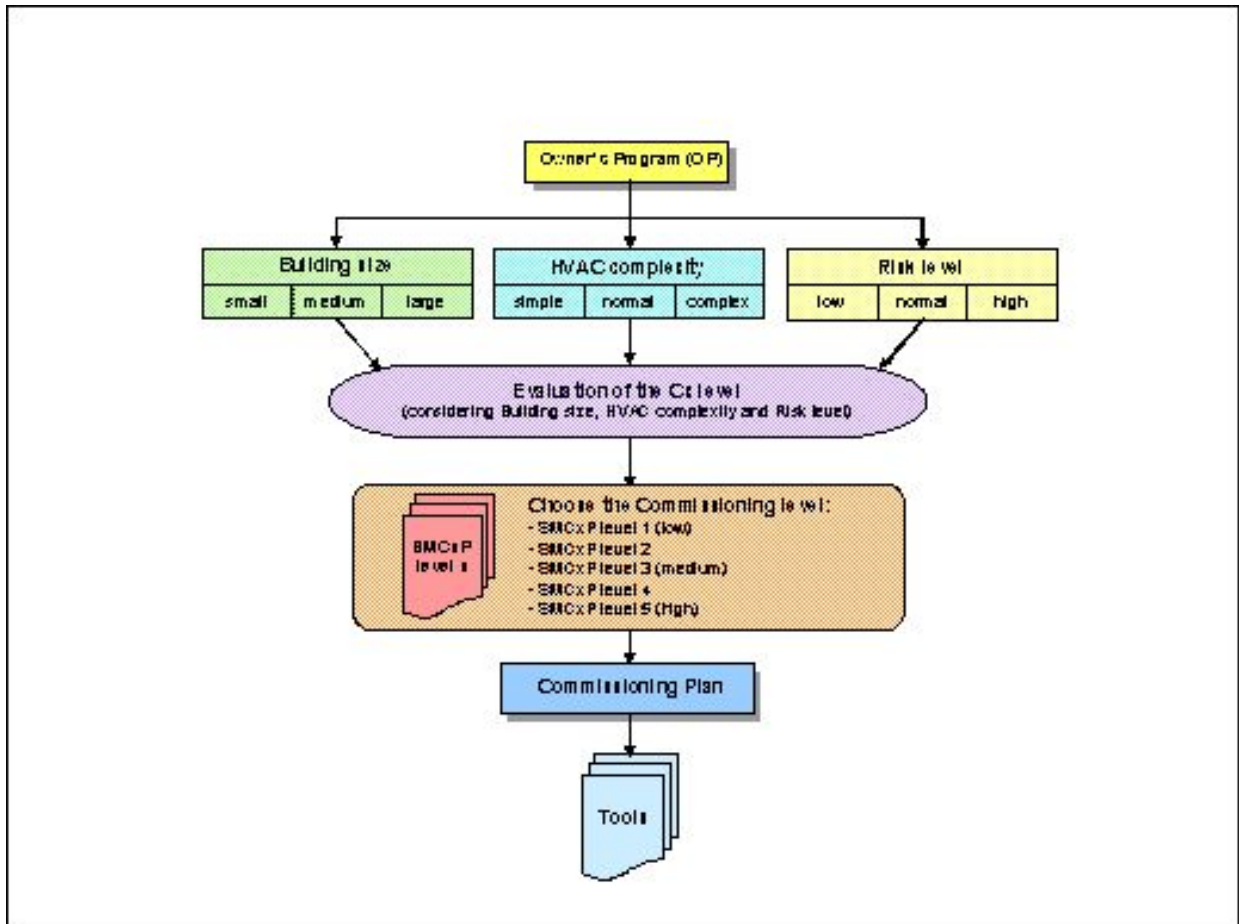 Owner's Program (OP)
Building size
small medium large
HVAC complexity
simple normal complex
Risk level
low normal high
Evaluation of the Cx level
(considering Building size, HVAC complexity and Risk level)
SMCxP
levels
Choose the Commissioning level:
- SMCxP level 1 (low)
- SMCxP level 2
- SMCxP level 3 (medium)
- SMCxP level 4
- SMCxP level 5 (high)
Commissioning Plan
Tools